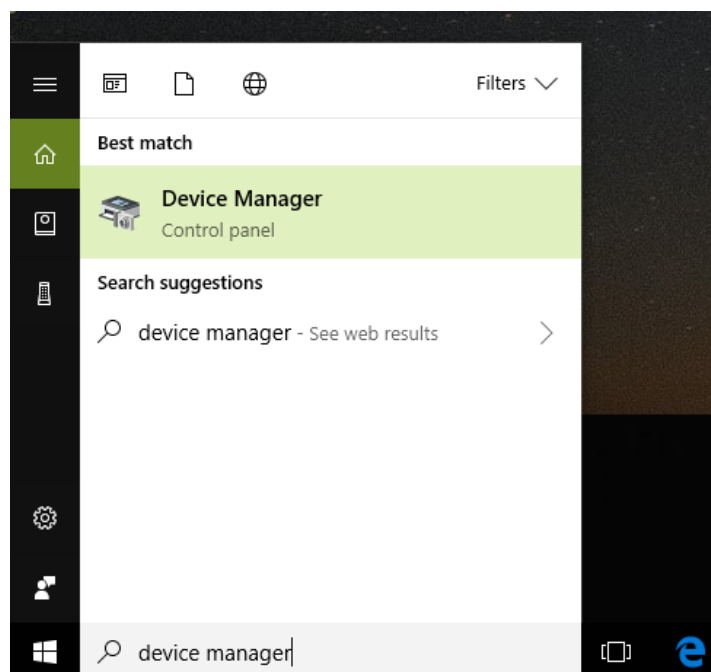 Filters
Best match
Device Manager
Control panel
Search suggestions
device manager - See web results
device manager